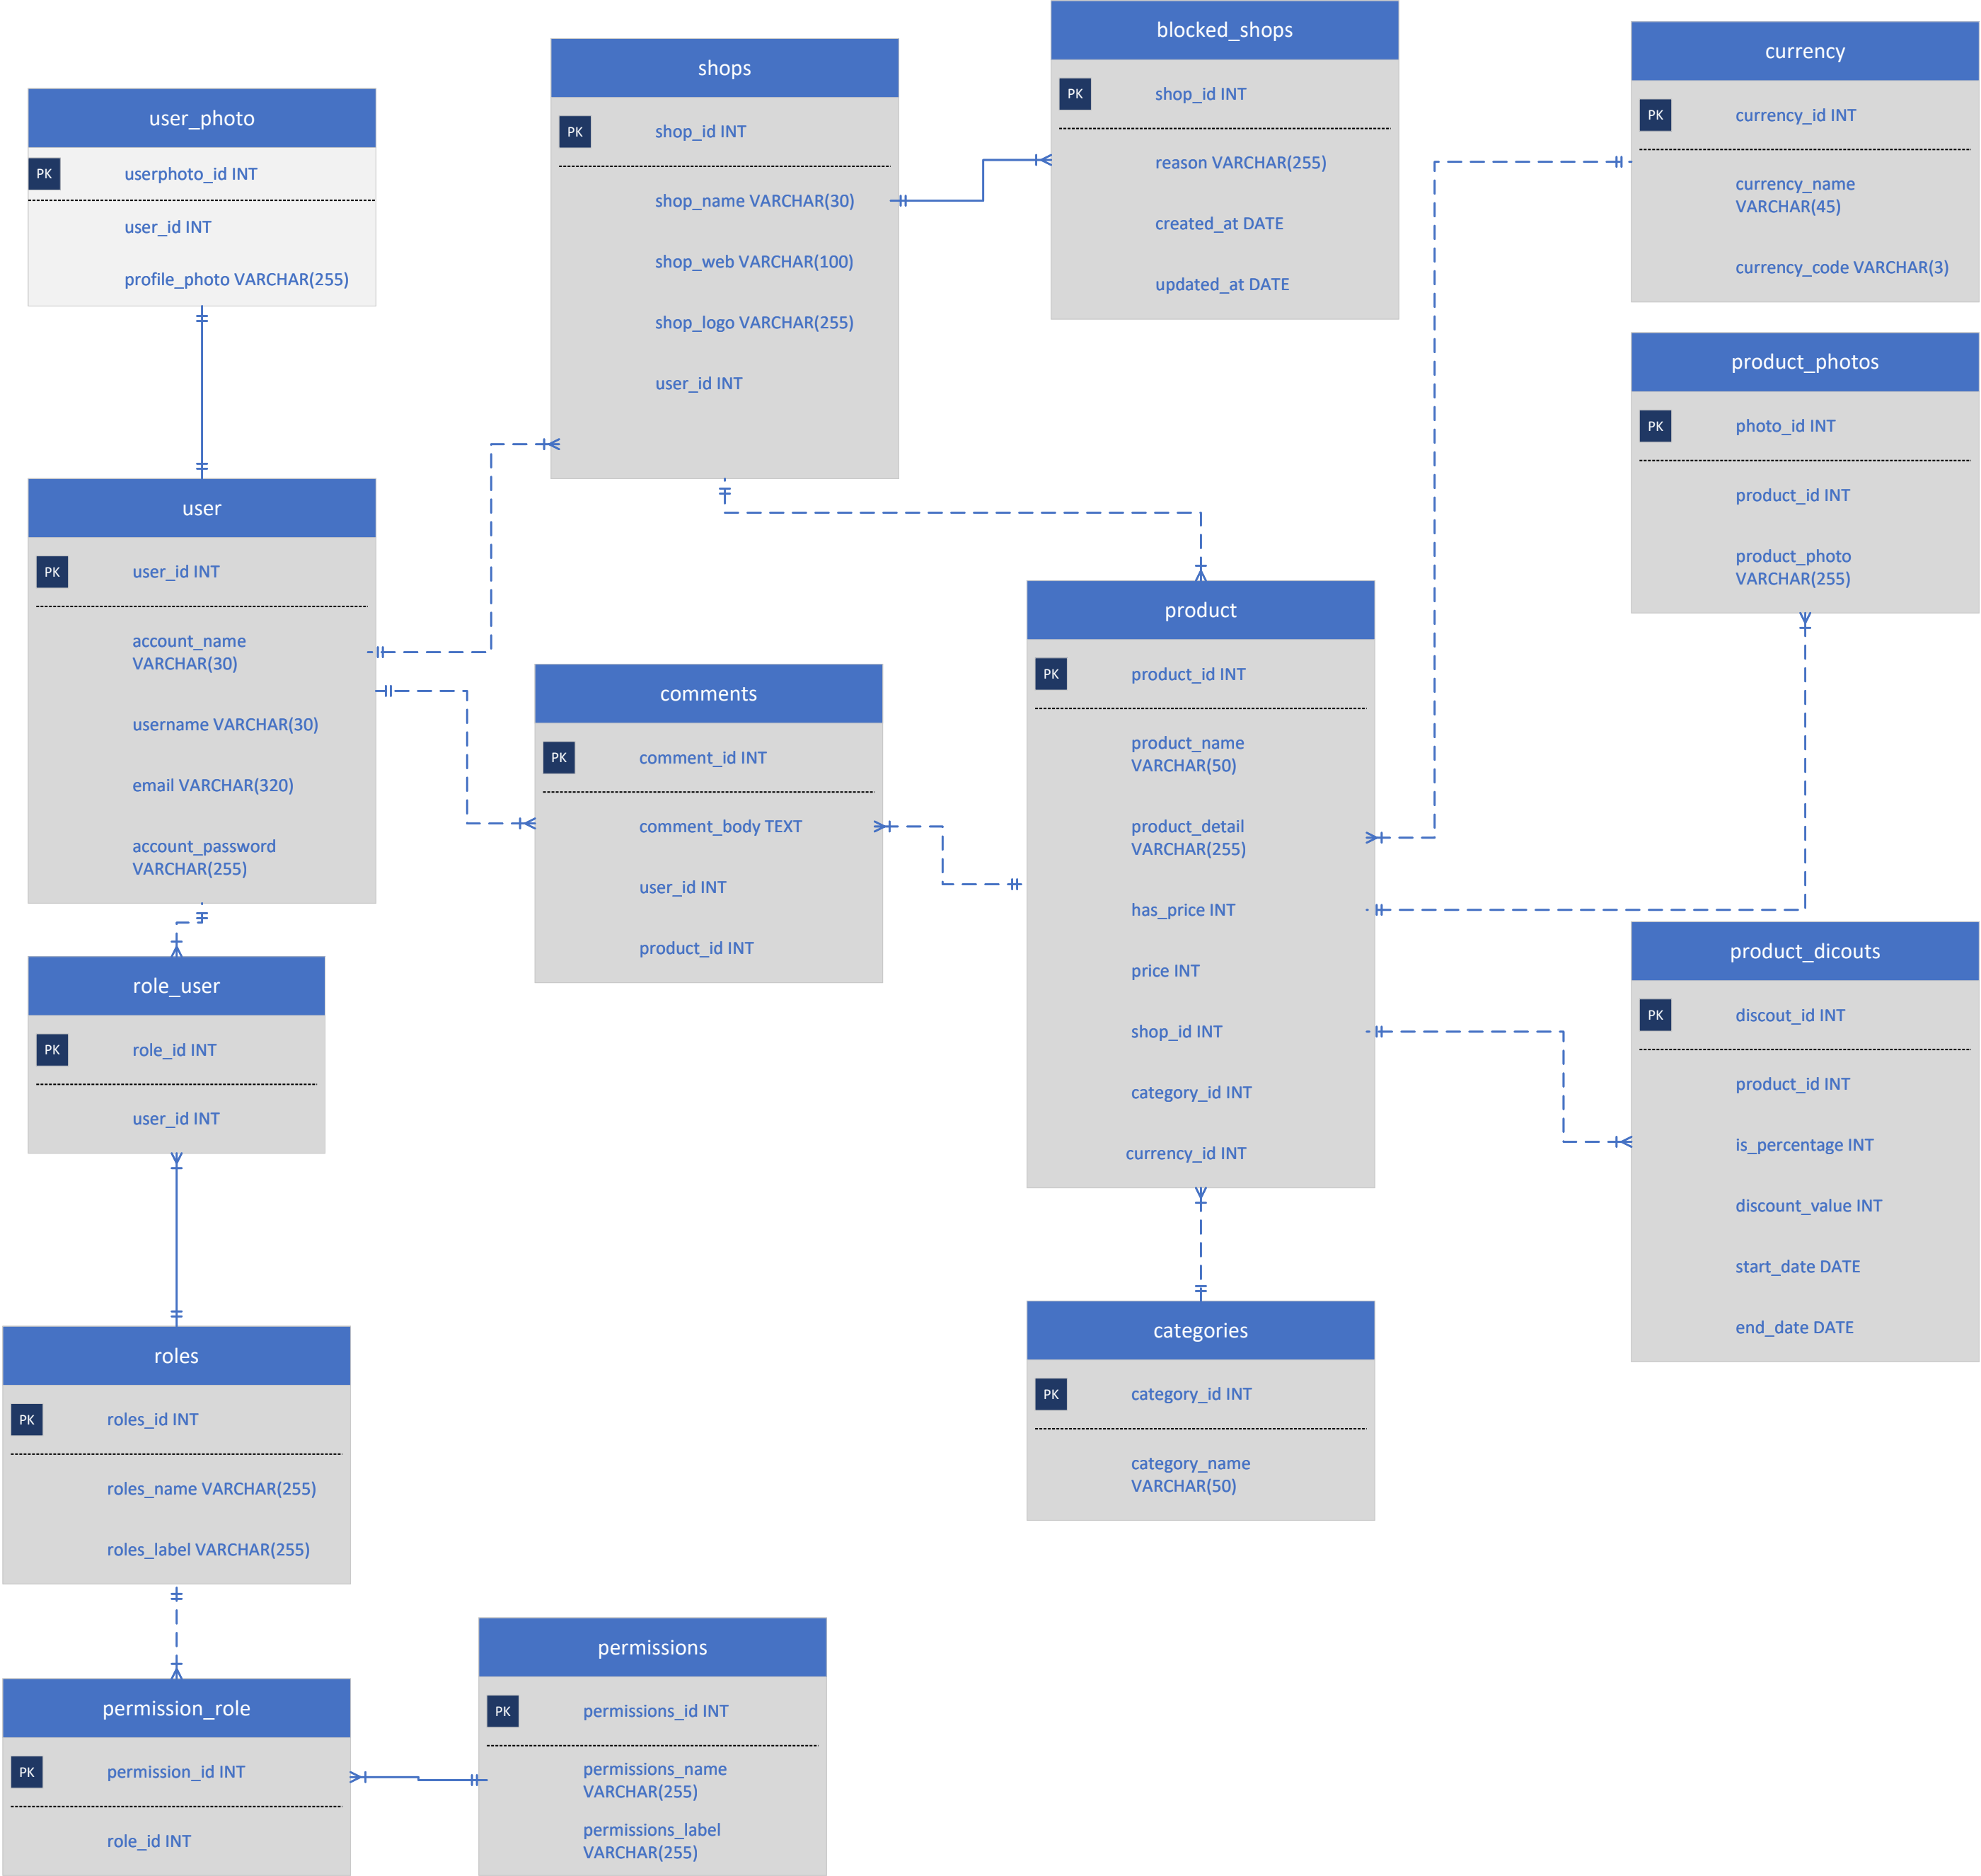 user_photo
PK
userphoto_id INT
user_id INT
profile_photo VARCHAR(255)
shops
PK
shop_id INT
shop_name VARCHAR(30)
shop_web VARCHAR(100)
shop_logo VARCHAR(255)
user_id INT
blocked_shops
PK
shop_id INT
reason VARCHAR(255)
created_at DATE
updated_at DATE
currency
PK
currency_id INT
currency_name
VARCHAR(45)
currency_code VARCHAR(3)
product_photos
PK
photo_id INT
product_id INT
product_photo
VARCHAR(255)
user
PK
user_id INT
account_name
VARCHAR(30)
username VARCHAR(30)
email VARCHAR(320)
account_password
VARCHAR(255)
comments
PK
comment_id INT
comment_body TEXT
user_id INT
product_id INT
product
PK
product_id INT
product_name
VARCHAR(50)
product_detail
VARCHAR(255)
has_price INT
price INT
shop_id INT
category_id INT
currency_id INT
product_dicouts
PK
discout_id INT
product_id INT
is_percentage INT
discount_value INT
start_date DATE
end_date DATE
role_user
PK
role_id INT
user_id INT
roles
PK
roles_id INT
roles_name VARCHAR(255)
roles_label VARCHAR(255)
categories
PK
category_id INT
category_name
VARCHAR(50)
permission_role
PK
permission_id INT
role_id INT
permissions
PK
permissions_id INT
permissions_name
VARCHAR(255)
permissions_label
VARCHAR(255)